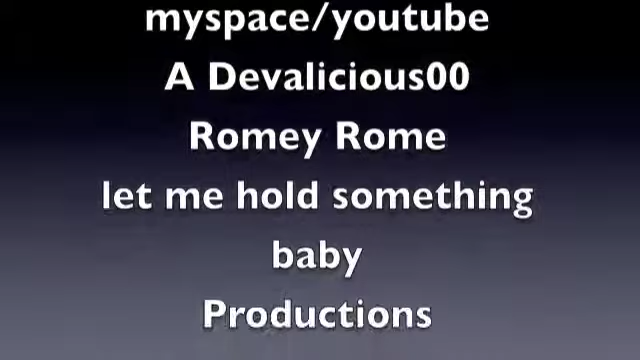 myspace/youtube
A Devalicious00
Romey Rome
let me hold something
baby
Productions